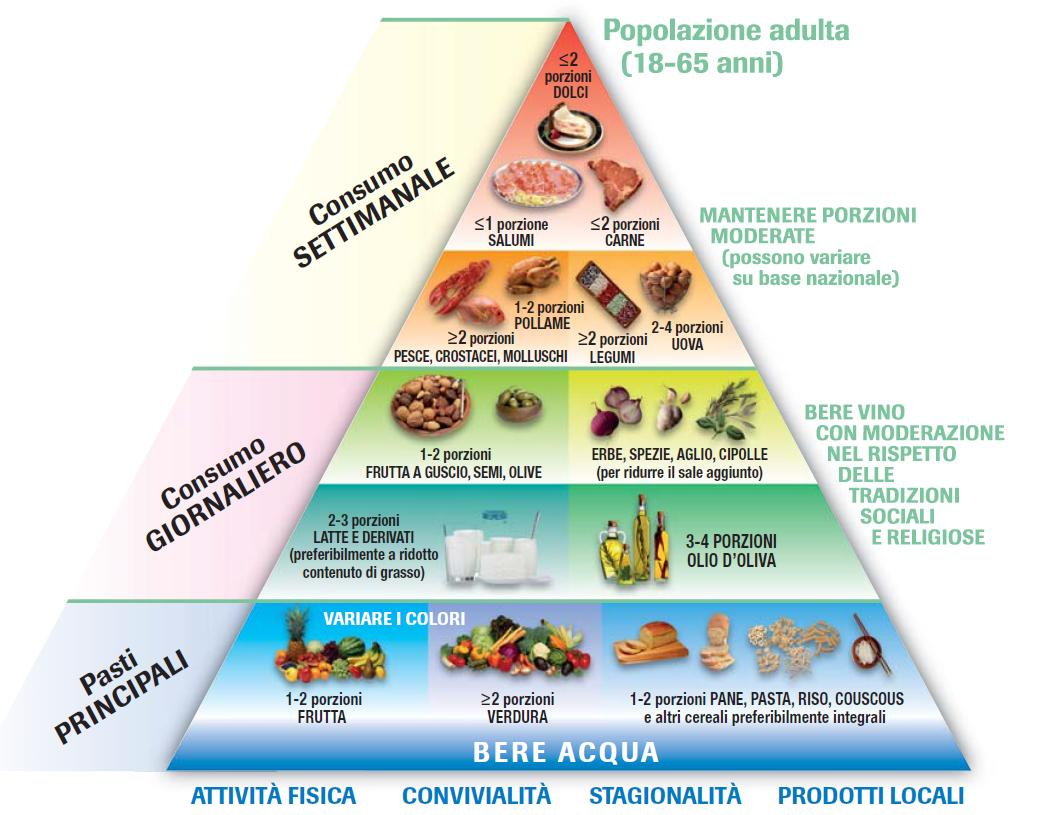 Popolazione adulta
(18-65 anni)
≤2
porzioni
DOLCI
Consumo
SETTIMANALE
≤1 porzione
SALUMI
≤2 porzioni
CARNE
MANTENERE PORZIONI
MODERATE
(possono variare
su base nazionale)
1-2 porzioni
POLLAME
≥2 porzioni
PESCE, CROSTACEI, MOLLUSCHI
≥2 porzioni
LEGUMI
2-4 porzioni
UOVA
Consumo
GIORNALIERO
1-2 porzioni
FRUTTA A GUSCIO, SEMI, OLIVE
ERBE, SPEZIE, AGLIO, CIPOLLE
(per ridurre il sale aggiunto)
BERE VINO
CON MODERAZIONE
NEL RISPETTO
DELLE
TRADIZIONI
SOCIALI
E RELIGIOSE
2-3 porzioni
LATTE E DERIVATI
(preferibilmente a ridotto
contenuto di grasso)
3-4 PORZIONI
OLIO D'OLIVA
Pasti
PRINCIPALI
VARIARE I COLORI
1-2 porzioni
FRUTTA
≥2 porzioni
VERDURA
1-2 porzioni PANE, PASTA, RISO, COUSCOUS
e altri cereali preferibilmente integrali
BERE ACQUA
ATTIVITÀ FISICA
CONVIVIALITÀ
STAGIONALITÀ
PRODOTTI LOCALI